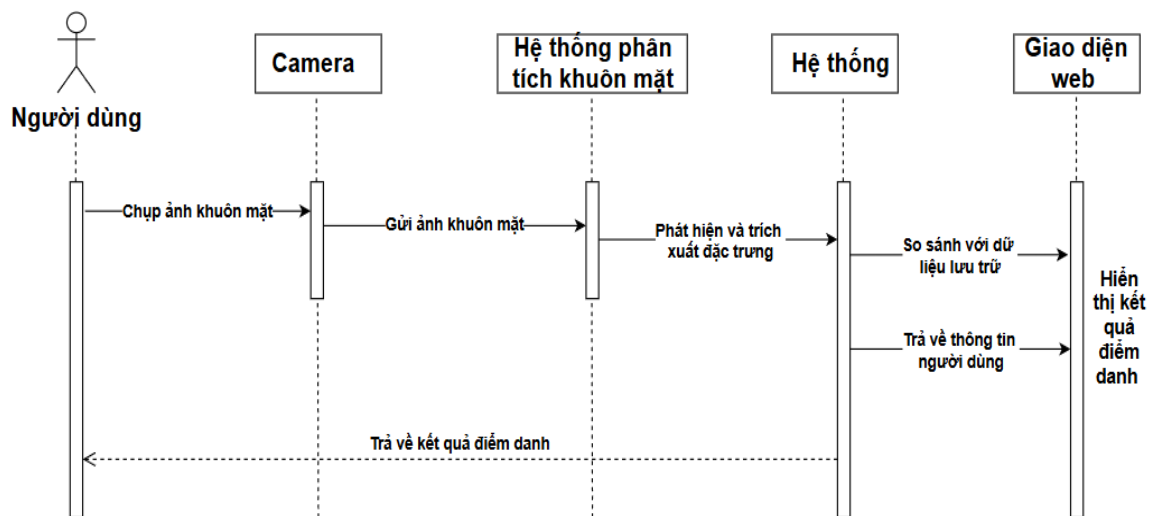 Người dùng
Camera
Hệ thống phân
tích khuôn mặt
Hệ thống
Giao diện
web
Chụp ảnh khuôn mặt
Gửi ảnh khuôn mặt
Phát hiện và trích
xuất đặc trưng
So sánh với dữ
liệu lưu trữ
Hiển
thị kết
quả
điểm
danh
Trả về thông tin
người dùng
Trả về kết quả điểm danh